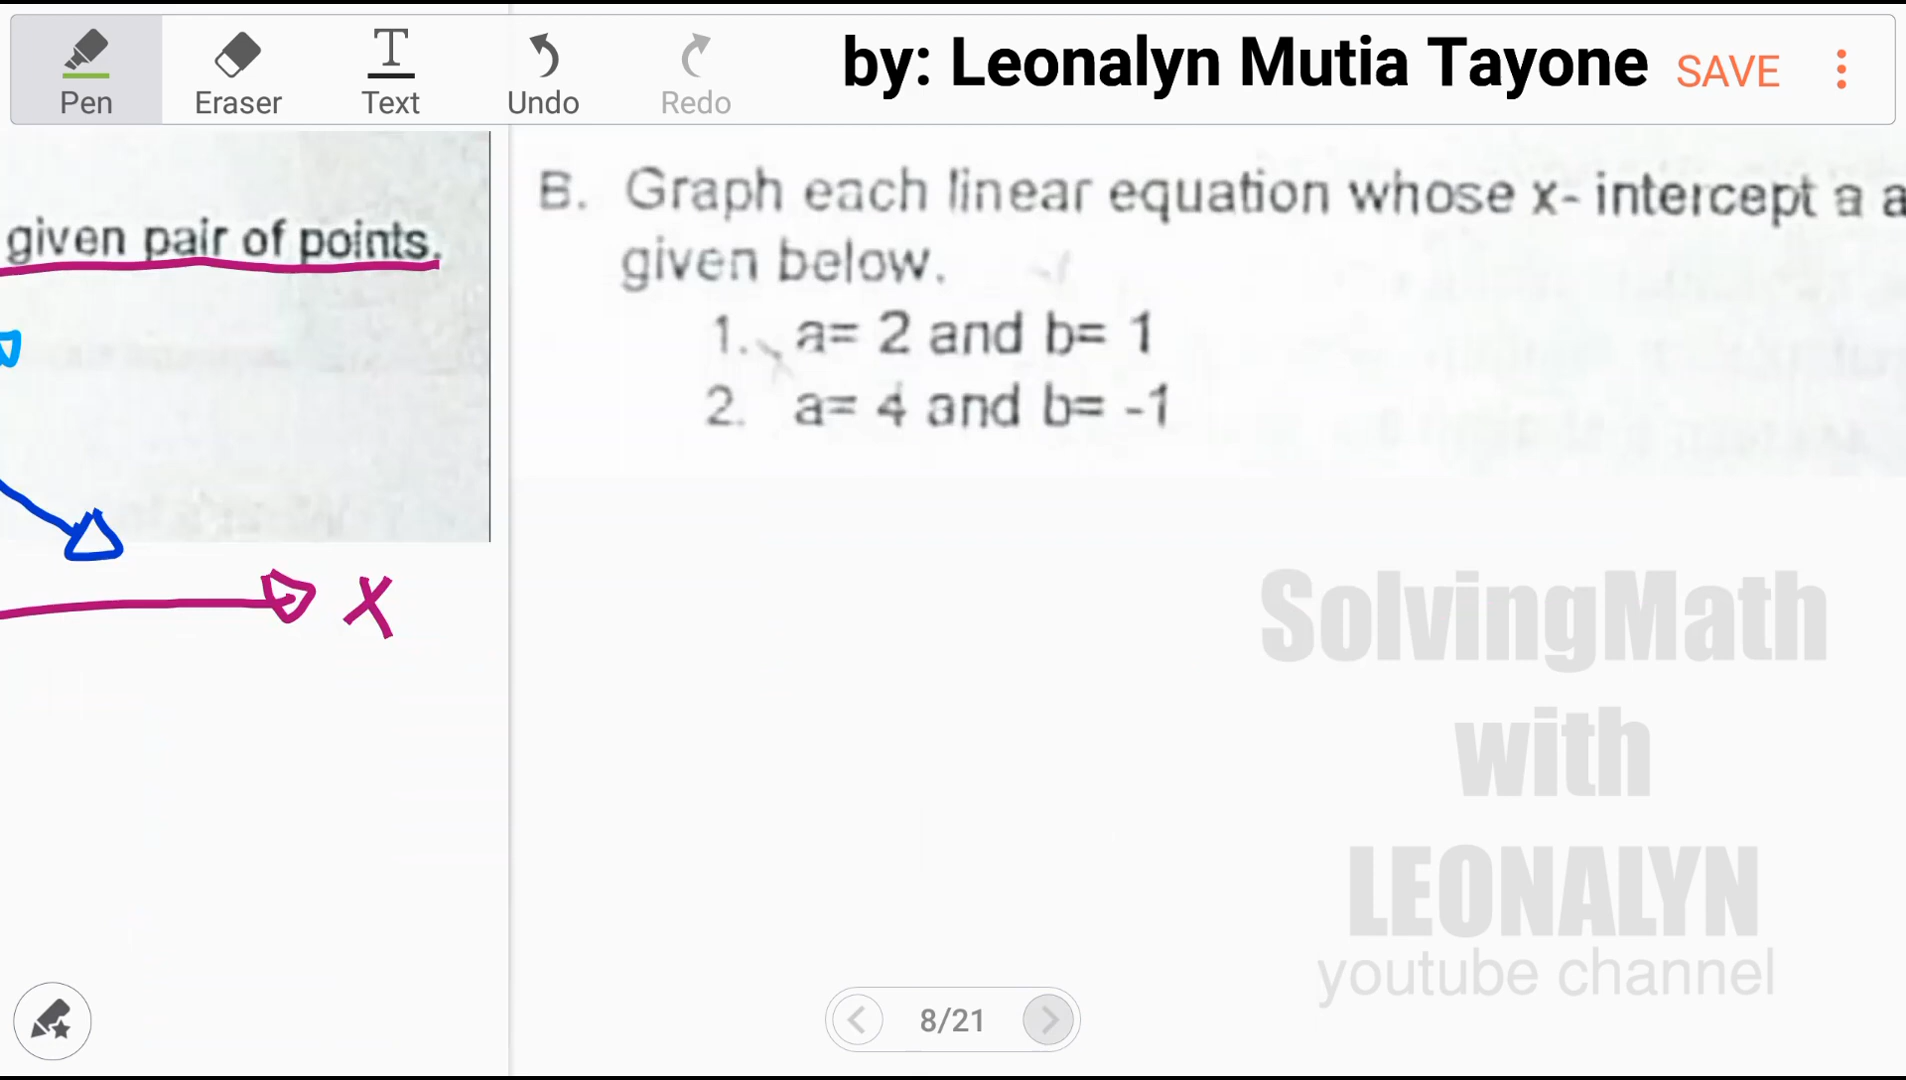 Pen
Eraser
Text
Undo
Redo
by: Leonalyn Mutia Tayone
SAVE
given pair of points.
X
B. Graph each linear equation whose x- intercept a a
given below.
1. a= 2 and b= 1
2. a= 4 and b= -1
SolvingMath
with
LEONALYN
youtube channel
8/21